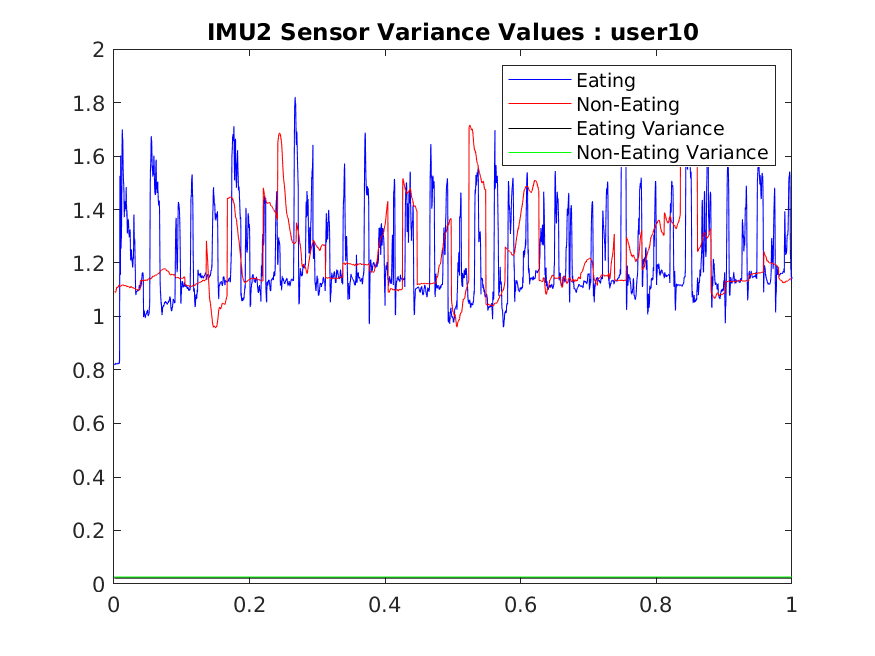 IMU2 Sensor Variance Values : user10
2
1.8
1.6
1.4
1.2
1
0.8
0.6
0.4
0.2
0
Eating
Non-Eating
Eating Variance
Non-Eating Variance
0 0.2 0.4 0.6 0.8 1